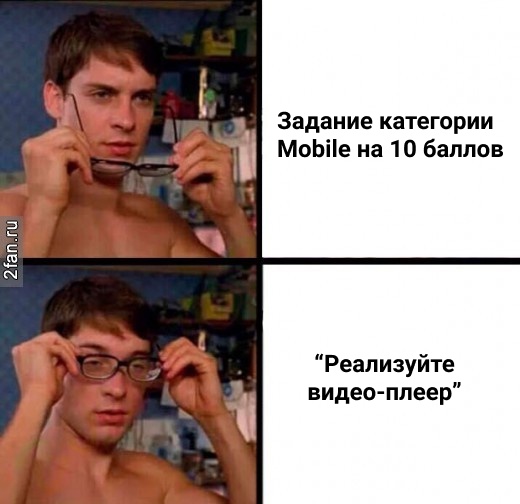 Задание категории
Mobile на 10 баллов
2fan.ru
“Реализуйте
видео-плеер”